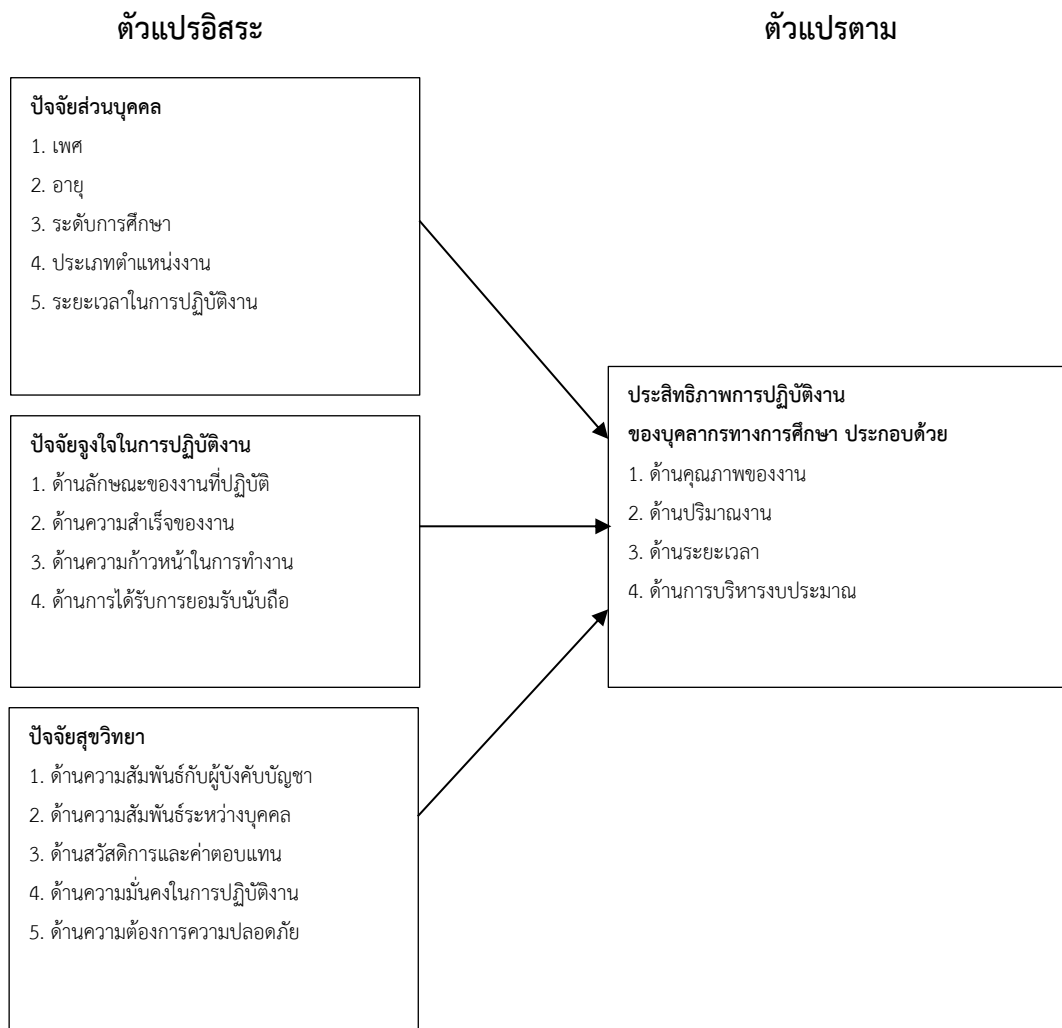 ตัวแปรอิสระ
ตัวแปรตาม
ปัจจัยส่วนบุคคล
1. เพศ
2. อายุ
3. ระดับการศึกษา
4. ประเภทตำแหน่งงาน
5. ระยะเวลาในการปฏิบัติงาน
ปัจจัยจูงใจในการปฏิบัติงาน
1. ด้านลักษณะของงานที่ปฏิบัติ
2. ด้านความสำเร็จของงาน
3. ด้านความก้าวหน้าในการทำงาน
4. ด้านการได้รับการยอมรับนับถือ
ปัจจัยสุขวิทยา
1. ด้านความสัมพันธ์กับผู้บังคับบัญชา
2. ด้านความสัมพันธ์ระหว่างบุคคล
3. ด้านสวัสดิการและค่าตอบแทน
4. ด้านความมั่นคงในการปฏิบัติงาน
5. ด้านความต้องการความปลอดภัย
ประสิทธิภาพการปฏิบัติงาน
ของบุคลากรทางการศึกษา ประกอบด้วย
1. ด้านคุณภาพของงาน
2. ด้านปริมาณงาน
3. ด้านระยะเวลา
4. ด้านการบริหารงบประมาณ